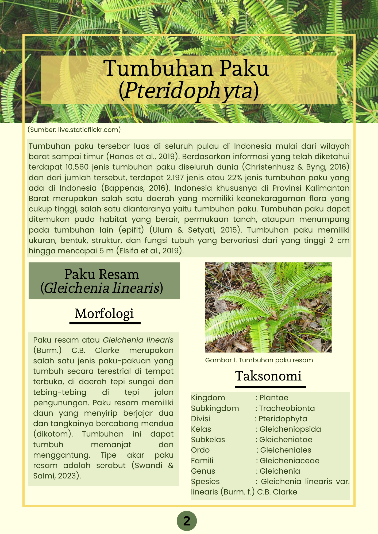 Tumbuhan Paku
(Pteridophyta)
(Sumber: live.staticflickr.com)
Tumbuhan paku tersebar luas di seluruh pulau di Indonesia mulai dari wilayah
barat sampai timur (Hanas et al., 2019). Berdasarkan informasi yang telah diketahui
terdapat 10.560 jenis tumbuhan paku diseluruh dunia (Christenhusz & Byng, 2016)
dan dari jumlah tersebut, terdapat 2.197 jenis atau 22% jenis tumbuhan paku yang
ada di Indonesia (Bappenas, 2016). Indonesia khususnya di Provinsi Kalimantan
Barat merupakan salah satu daerah yang memiliki keanekaragaman flora yang
cukup tinggi, salah satu diantaranya yaitu tumbuhan paku. Tumbuhan paku dapat
ditemukan pada habitat yang berair, permukaan tanah, ataupun menumpang
pada tumbuhan lain (epifit) (Ulum & Setyati, 2015). Tumbuhan paku memiliki
ukuran, bentuk, struktur, dan fungsi tubuh yang bervariasi dari yang tinggi 2 cm
hingga mencapai 5 m (Elsifa et al., 2019).
Paku Resam
(Gleichenia linearis)
Morfologi
Paku resam atau Gleichenia linearis
(Burm.) C.B. Clarke merupakan
salah satu jenis paku-pakuan yang
tumbuh secara terestrial di tempat
terbuka, di daerah tepi sungai dan
tebing-tebing di tepi jalan
pengunungan. Paku resam memiliki
daun yang menyirip berjajar dua
dan tangkainya bercabang mendua
(dikotom). Tumbuhan ini dapat
tumbuh memanjat dan
menggantung. Tipe akar paku
resam adalah serabut (Swandi &
Salmi, 2023).
Gambar 1. Tumbuhan paku resam
Taksonomi
Kingdom : Plantae
Subkingdom : Tracheobionta
Divisi : Pteridophyta
Kelas : Gleicheniopsida
Subkelas : Gleicheniatae
Ordo : Gleicheniales
Famili : Gleicheniaceae
Genus : Gleichenia
Spesies : Gleichenia linearis var.
linearis (Burm. f.) C.B. Clarke
2